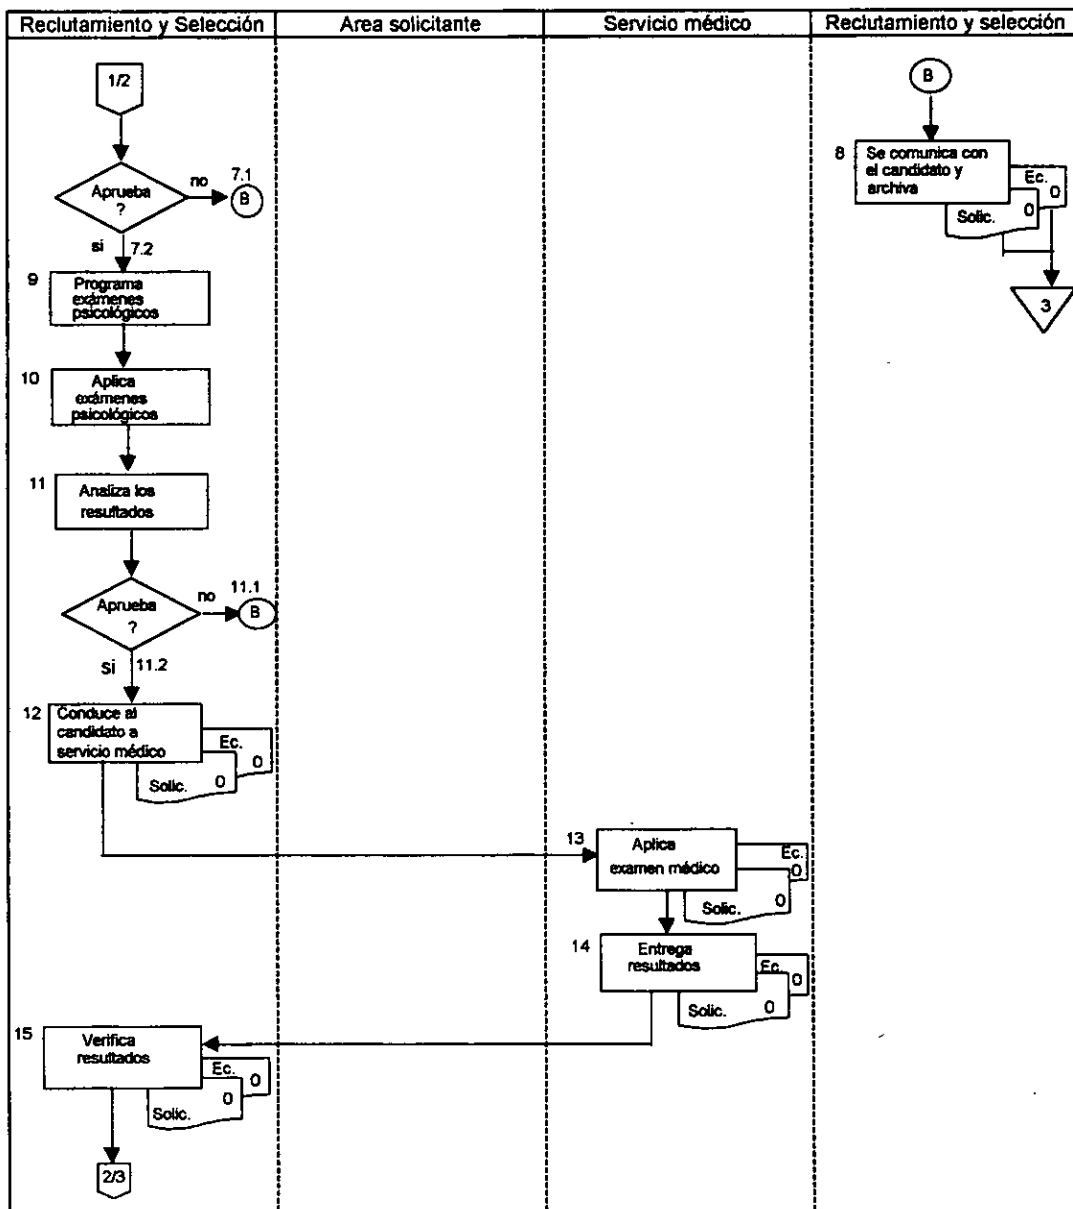 Reclutamiento y Selección
Area solicitante
Servicio médico
Reclutamiento y selección
1/2
Aprueba
?
no
7.1
B
si
7.2
9
Programa
exámenes
psicológicos
10
Aplica
exámenes
psicológicos
11
Analiza los
resultados
Aprueba
?
no
11.1
B
si
11.2
12
Conduce al
candidato a
servicio médico
Ec.
0
Solic.
0
13
Aplica
examen médico
Ec.
0
Solic.
0
14
Entrega
resultados
Ec.
0
Solic.
0
15
Verifica
resultados
Ec.
0
Solic.
0
2/3
B
8
Se comunica con
el candidato y
archiva
Ec.
0
Solic.
0
3